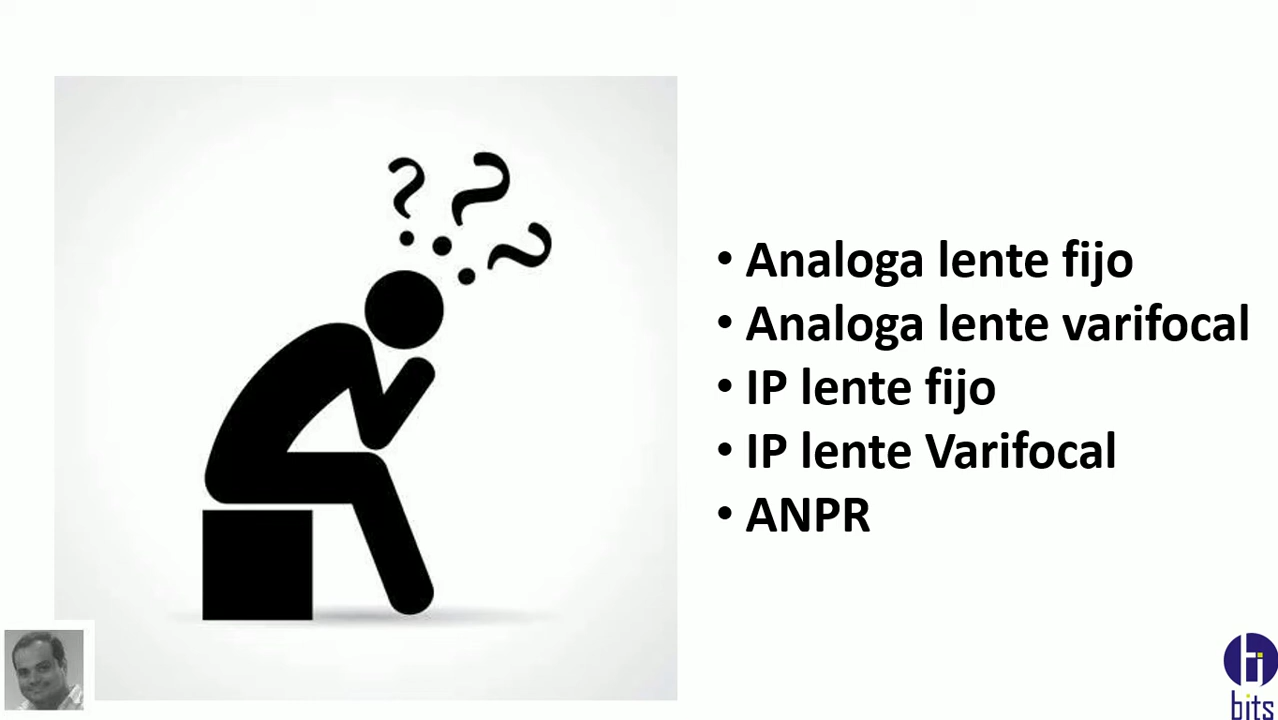 ? ? ?
• Analoga lente fijo
• Analoga lente varifocal
• IP lente fijo
• IP lente Varifocal
• ANPR
bits